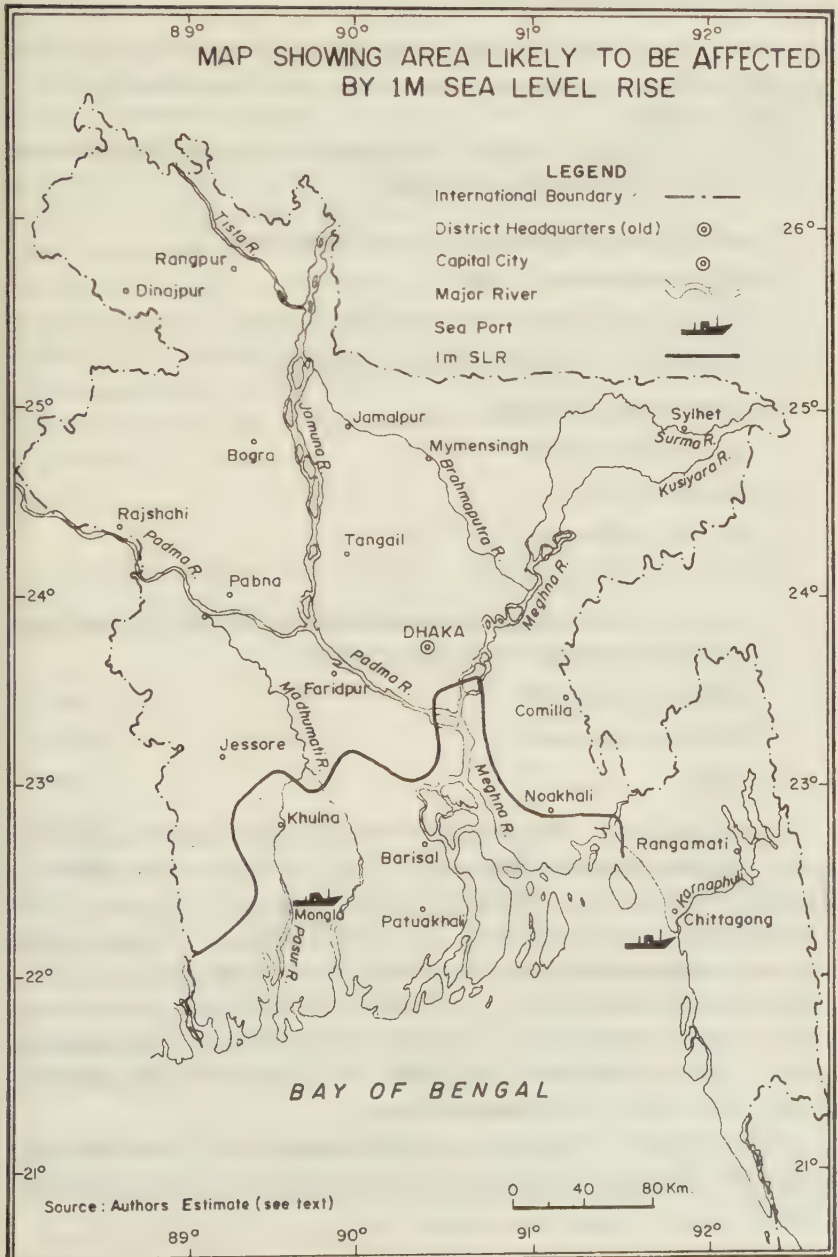 89°
90°
91°
92°
MAP SHOWING AREA LIKELY TO BE AFFECTED
BY 1M SEA LEVEL RISE
LEGEND
International Boundary
District Headquarters (old)
Capital City
Major River
Sea Port
1m SLR
26°
Tista R.
Rangpur
Dinajpur
25°
25°
Jamalpur
Sylhet
Surma R.
Bogra
Jamuna R.
Mymensingh
Kusiyara R.
Brahmaputra R.
Rajshahi
Padma R.
Tangail
Pabna
Meghna R.
24°
24°
DHAKA
Padma R.
Faridpur
Madhumati R.
Comilla
Jessore
23°
23°
Meghna R.
Noakhali
Khulna
Barisal
Rangamati
Karnaphuli
Mongla
Patuakhali
Chittagong
Pasur R.
22°
22°
BAY OF BENGAL
21°
21°
Source: Authors Estimate (see text)
0 40 80 Km.
89°
90°
91°
92°